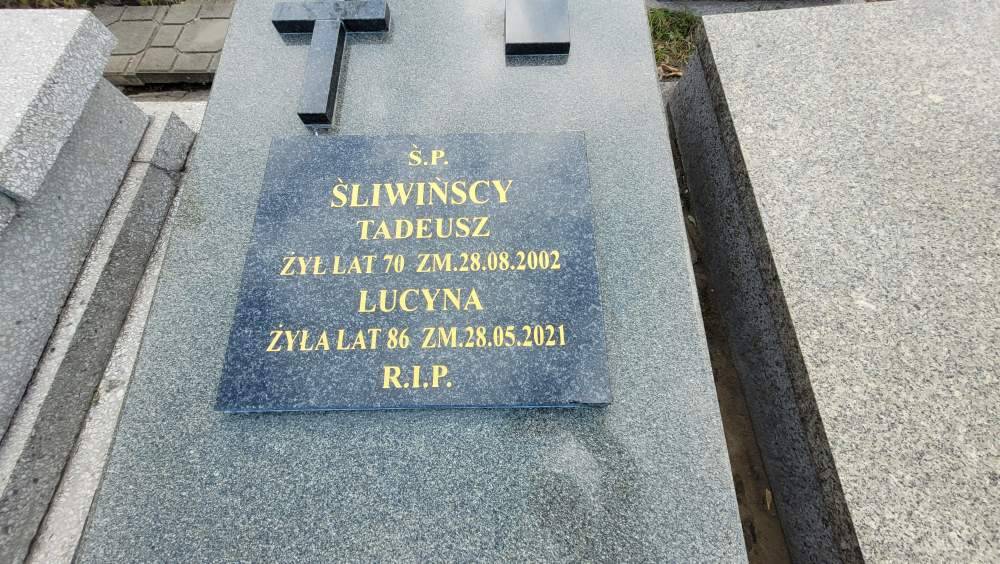 Ś.P.
ŚLIWIŃSCY
TADEUSZ
ŻYŁ LAT 70 ZM.28.08.2002
LUCYNA
ŻYŁA LAT 86 ZM.28.05.2021
R.I.P.